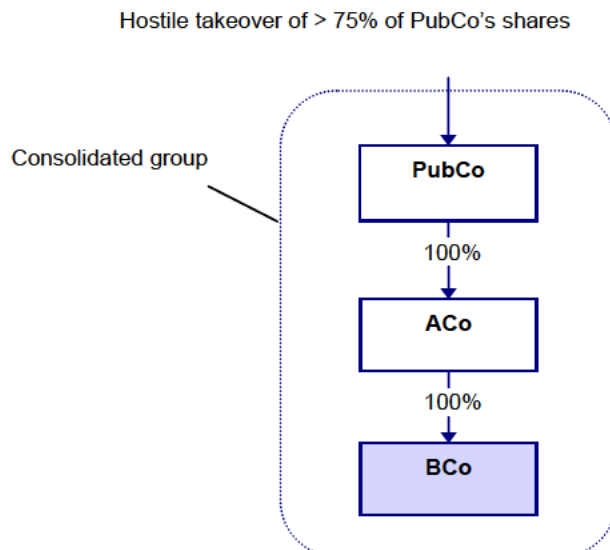 Hostile takeover of > 75% of PubCo's shares
Consolidated group
PubCo
100%
ACo
100%
BCo